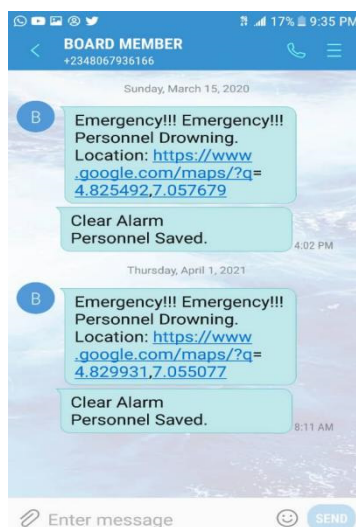 17% 9:35 PM
BOARD MEMBER
+2348067936166
Sunday, March 15, 2020
B
Emergency!!! Emergency!!!
Personnel Drowning.
Location: https://www
.google.com/maps/?q=
4.825492,7.057679
Clear Alarm
Personnel Saved.
4:02 PM
Thursday, April 1, 2021
B
Emergency!!! Emergency!!!
Personnel Drowning.
Location: https://www
.google.com/maps/?q=
4.829931,7.055077
Clear Alarm
Personnel Saved.
8:11 AM
Enter message
SEND